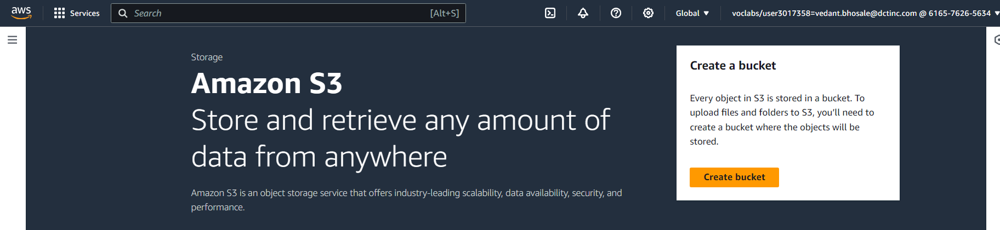 aws Services Search [Alt+S] Global voclabs/user3017358=vedant.bhosale@dctinc.com @ 6165-7626-5634
Storage
Amazon S3
Store and retrieve any amount of
data from anywhere
Amazon S3 is an object storage service that offers industry-leading scalability, data availability, security, and
performance.
Create a bucket
Every object in S3 is stored in a bucket. To
upload files and folders to S3, you’ll need to
create a bucket where the objects will be
stored.
Create bucket